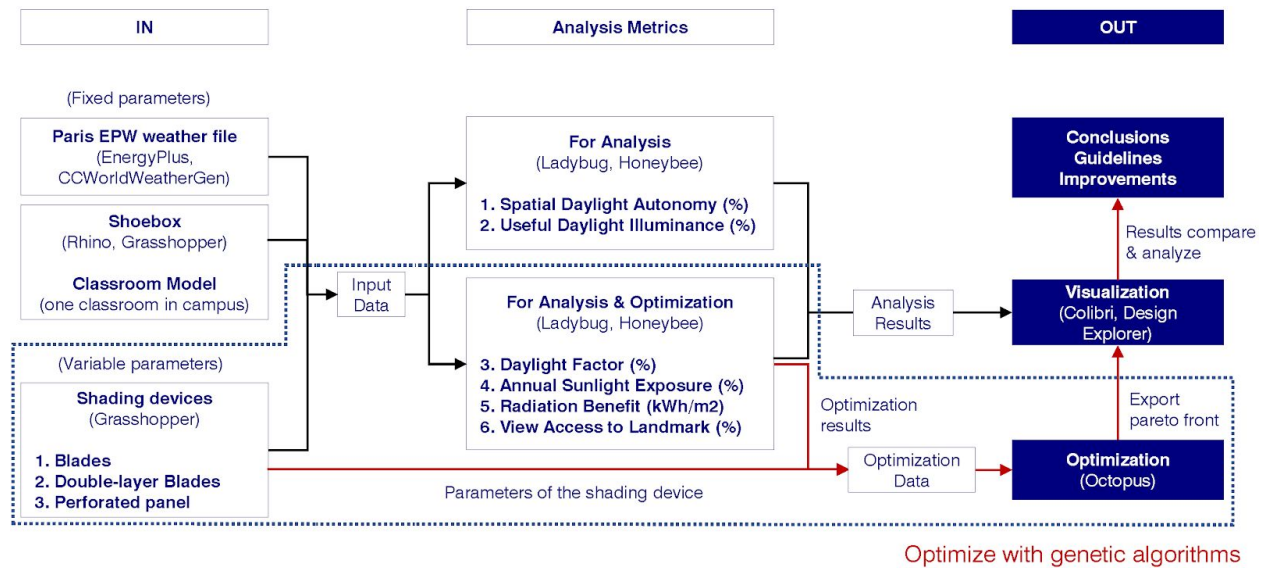 IN
Analysis Metrics
OUT
(Fixed parameters)
Paris EPW weather file
(EnergyPlus,
CCWorldWeatherGen)
Shoebox
(Rhino, Grasshopper)
Classroom Model
(one classroom in campus)
(Variable parameters)
Shading devices
(Grasshopper)
1. Blades
2. Double-layer Blades
3. Perforated panel
Input
Data
For Analysis
(Ladybug, Honeybee)
1. Spatial Daylight Autonomy (%)
2. Useful Daylight Illuminance (%)
For Analysis & Optimization
(Ladybug, Honeybee)
3. Daylight Factor (%)
4. Annual Sunlight Exposure (%)
5. Radiation Benefit (kWh/m2)
6. View Access to Landmark (%)
Parameters of the shading device
Analysis
Results
Optimization
results
Optimization
Data
Conclusions
Guidelines
Improvements
Results compare
& analyze
Visualization
(Colibri, Design
Explorer)
Export
pareto front
Optimization
(Octopus)
Optimize with genetic algorithms